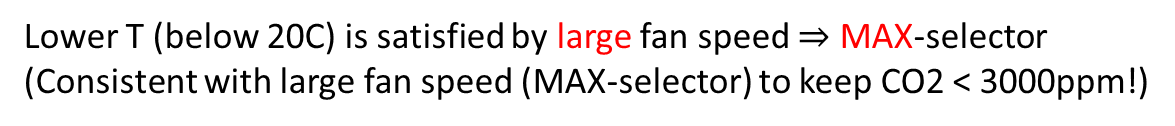 Lower T (below 20C) is satisfied by large fan speed ⇒ MAX-selector
(Consistent with large fan speed (MAX-selector) to keep CO2 < 3000ppm!)